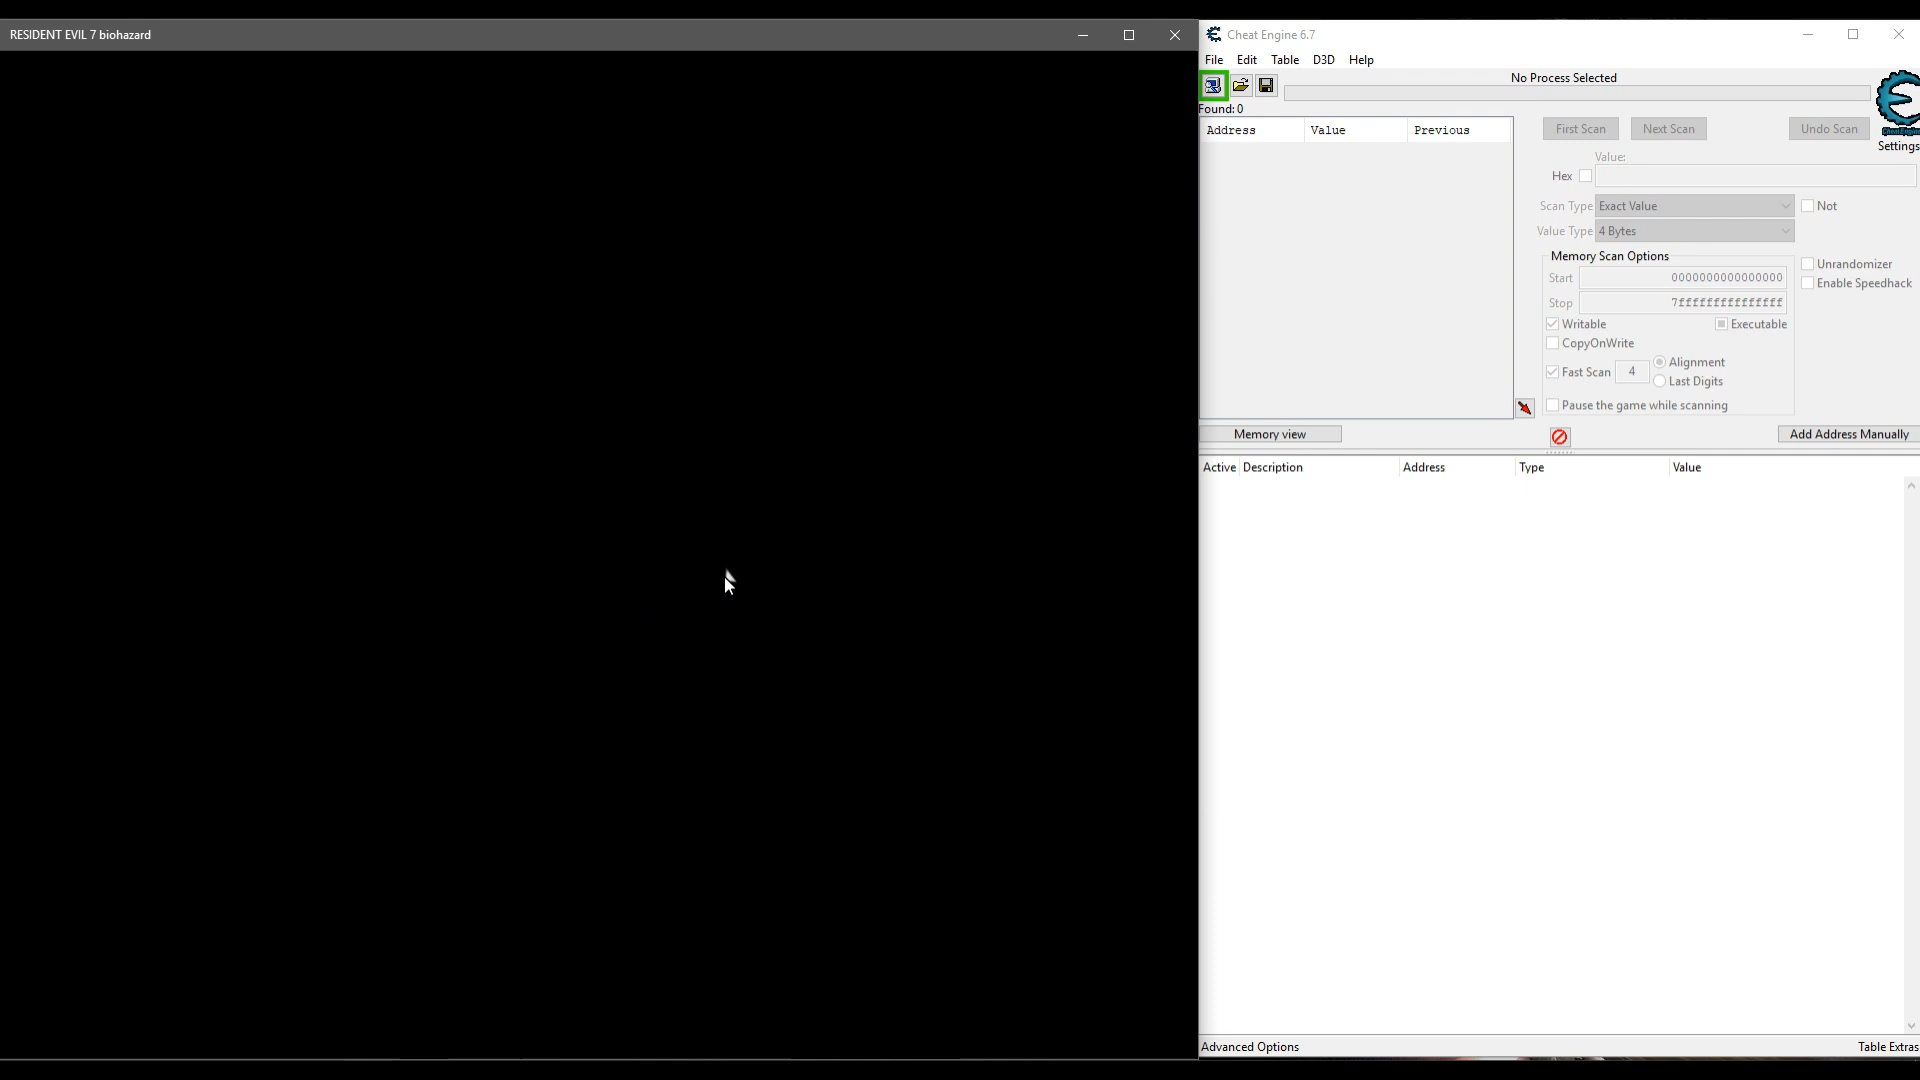 RESIDENT EVIL 7 biohazard
Cheat Engine 6.7
File Edit Table D3D Help
No Process Selected
Found: 0
Address Value Previous
First Scan Next Scan Undo Scan
Cheat Engine
Settings
Value:
Hex
Scan Type Exact Value Not
Value Type 4 Bytes
Memory Scan Options
Unrandomizer
Start 0000000000000000
Enable Speedhack
Stop 7fffffffffffffff
Writable Executable
CopyOnWrite
Alignment
Fast Scan 4
Last Digits
Pause the game while scanning
Memory view Add Address Manually
Active Description Address Type Value
Advanced Options Table Extras